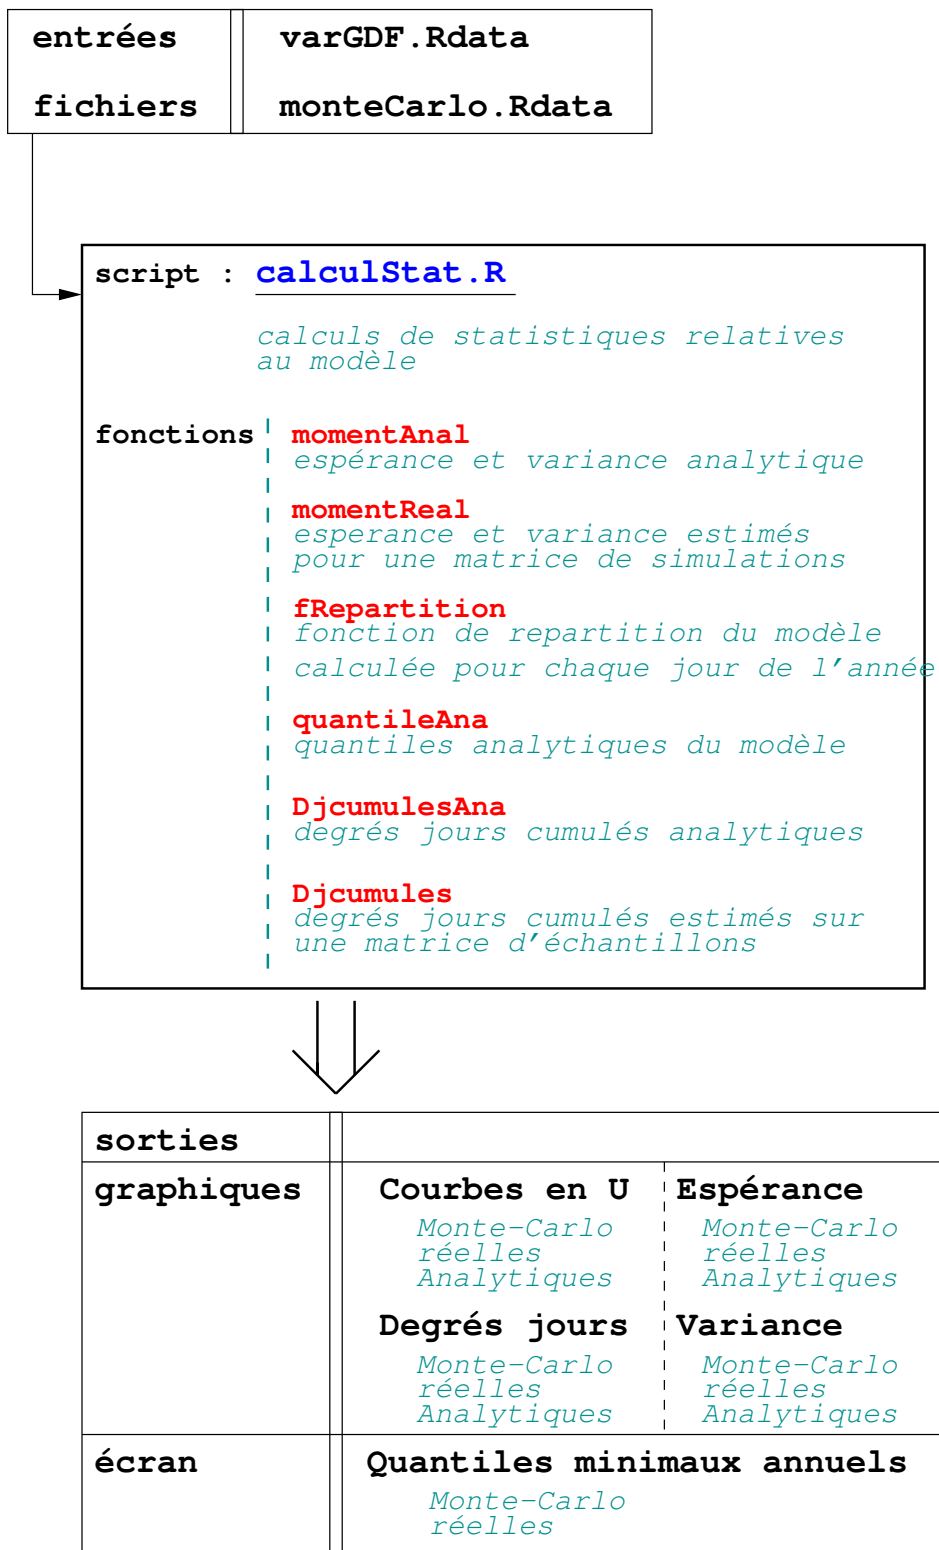 entrées varGDF.Rdata
fichiers monteCarlo.Rdata
script : calculStat.R
calculs de statistiques relatives
au modèle
fonctions momentAnal
espérance et variance analytique
momentReal
esperance et variance estimés
pour une matrice de simulations
fRepartition
fonction de repartition du modèle
calculée pour chaque jour de l'année
quantileAna
quantiles analytiques du modèle
DjcumulesAna
degrés jours cumulés analytiques
Djcumules
degrés jours cumulés estimés sur
une matrice d'échantillons
sorties
graphiques Courbes en U Espérance
Monte-Carlo Monte-Carlo
réelles réelles
Analytiques Analytiques
Degrés jours Variance
Monte-Carlo Monte-Carlo
réelles réelles
Analytiques Analytiques
écran Quantiles minimaux annuels
Monte-Carlo
réelles